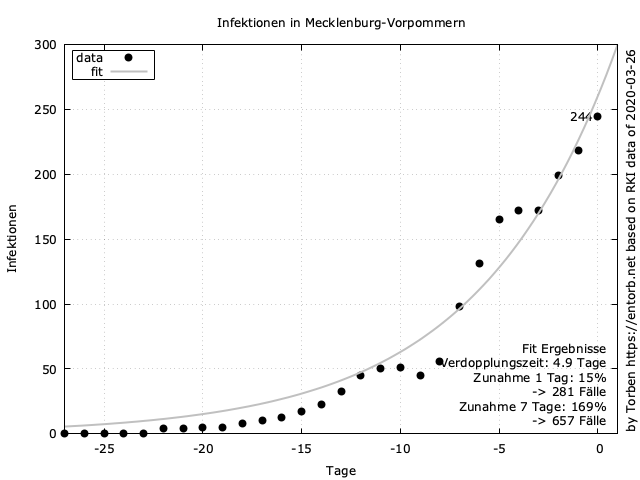 Infektionen in Mecklenburg-Vorpommern
300
250
200
150
100
50
0
Infektionen
data
fit
244
Fit Ergebnisse
Verdopplungszeit: 4.9 Tage
Zunahme 1 Tag: 15%
-> 281 Fälle
Zunahme 7 Tage: 169%
-> 657 Fälle
-25 -20 -15 -10 -5 0
Tage
by Torben https://entorb.net based on RKI data of 2020-03-26